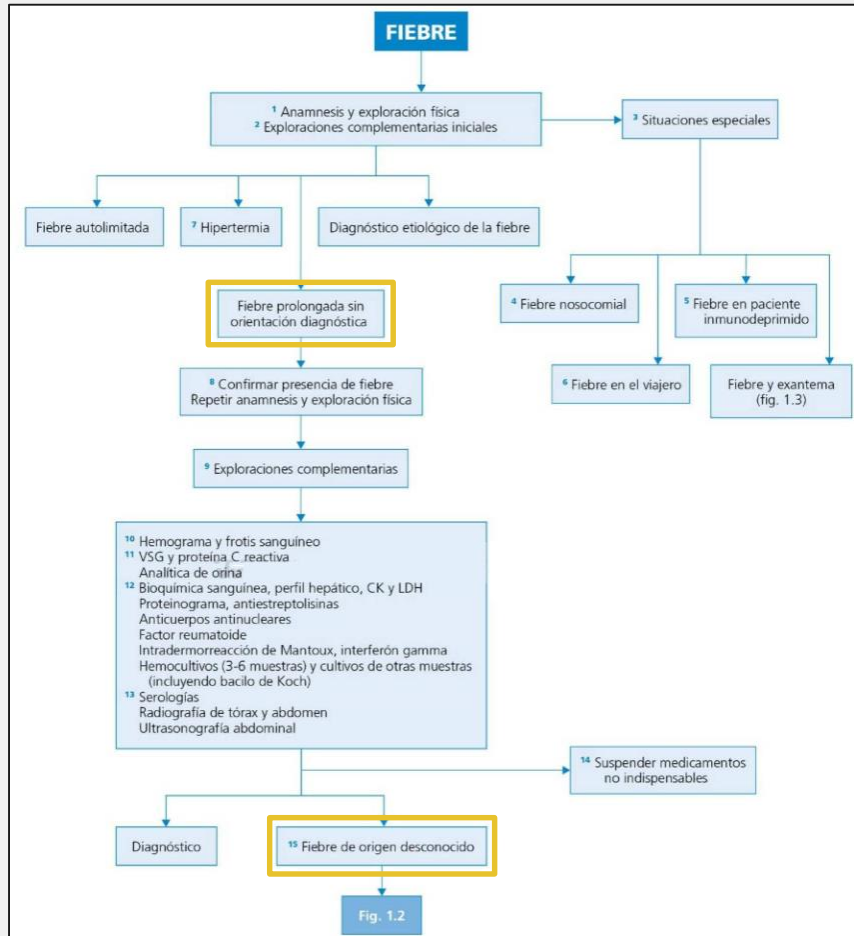 FIEBRE
1 Anamnesis y exploración física
2 Exploraciones complementarias iniciales
3 Situaciones especiales
Fiebre autolimitada
7 Hipertermia
Diagnóstico etiológico de la fiebre
Fiebre prolongada sin
orientación diagnóstica
4 Fiebre nosocomial
5 Fiebre en paciente
inmunodeprimido
6 Fiebre en el viajero
Fiebre y exantema
(fig. 1.3)
8 Confirmar presencia de fiebre
Repetir anamnesis y exploración física
9 Exploraciones complementarias
10 Hemograma y frotis sanguíneo
11 VSG y proteína C reactiva
Analítica de orina
12 Bioquímica sanguínea, perfil hepático, CK y LDH
Proteinograma, antiestreptolisinas
Anticuerpos antinucleares
Factor reumatoide
Intradermorreacción de Mantoux, interferón gamma
Hemocultivos (3-6 muestras) y cultivos de otras muestras
(incluyendo bacilo de Koch)
13 Serologías
Radiografía de tórax y abdomen
Ultrasonografía abdominal
14 Suspender medicamentos
no indispensables
Diagnóstico
15 Fiebre de origen desconocido
Fig. 1.2